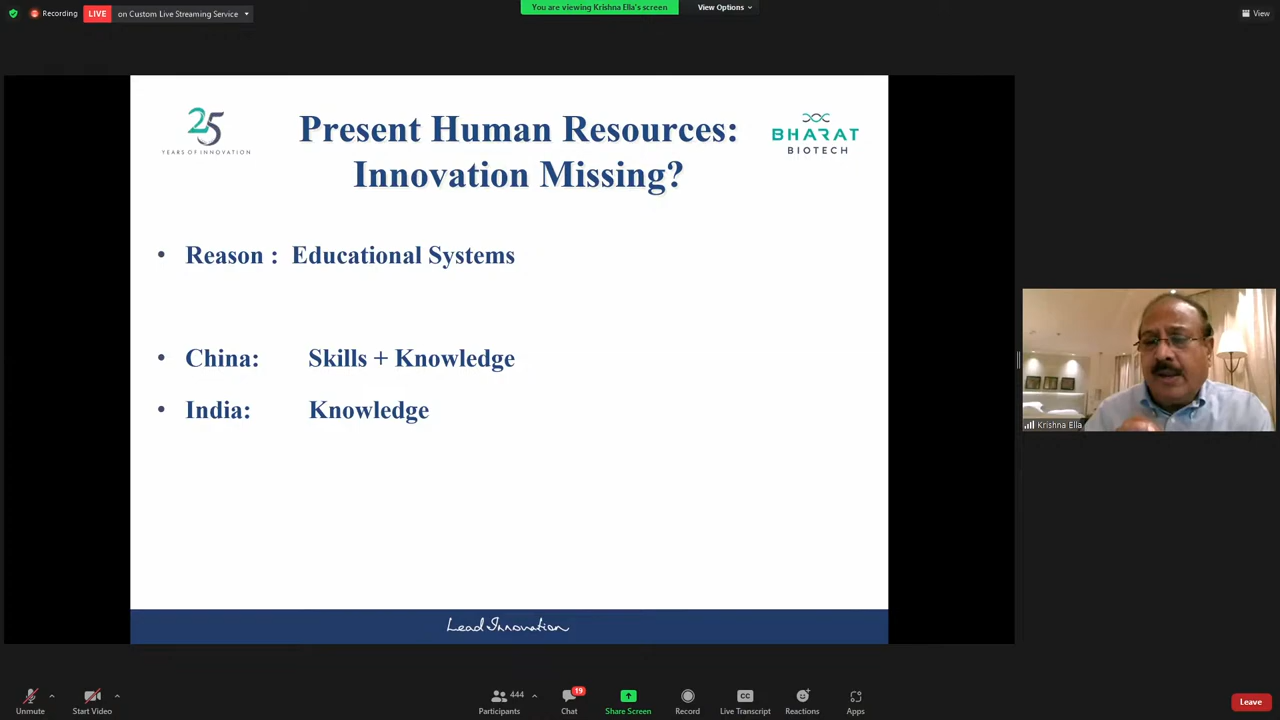 Recording
LIVE
on Custom Live Streaming Service
You are viewing Krishna Ella's screen
View Options
View
25
YEARS OF INNOVATION
Present Human Resources:
Innovation Missing?
BHARAT
BIOTECH
• Reason : Educational Systems
• China: Skills + Knowledge
• India: Knowledge
Lead Innovation
Krishna Ella
Unmute
Start Video
444
Participants
19
Chat
Share Screen
Record
CC
Live Transcript
Reactions
Apps
Leave